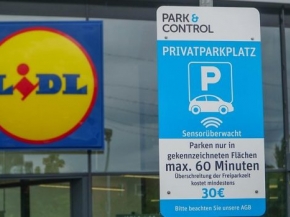 PARK &
CONTROL
PRIVATPARKPLATZ
P
Sensorüberwacht
Parken nur in
gekennzeichneten Flächen
max. 60 Minuten
Überschreitung der Freiparkzeit
kostet mindestens
30€
Bitte beachten Sie unsere AGB
LiDL